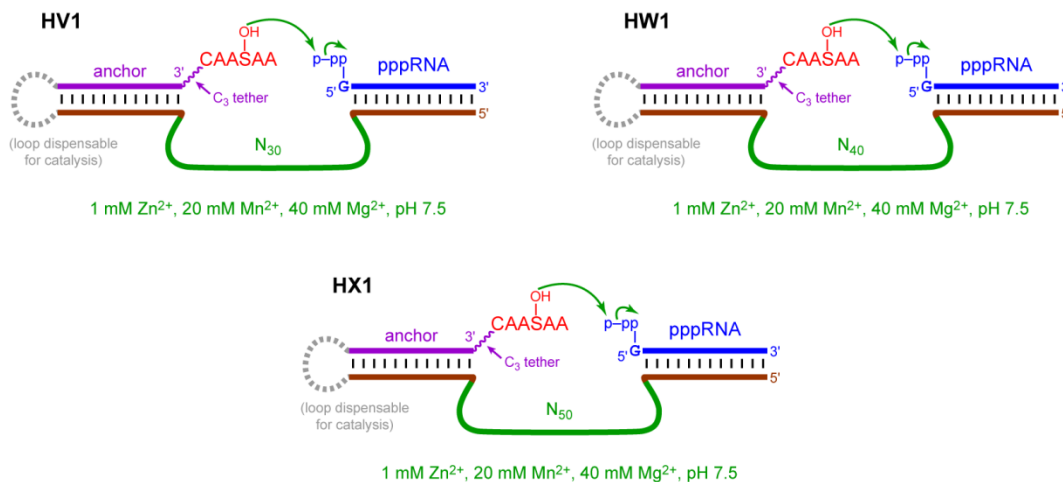 HV1
OH
CAASAA
p–pp
anchor
3'
pppRNA
5'
G
3'
C₃ tether
5'
(loop dispensable
for catalysis)
N₃₀
1 mM Zn²⁺, 20 mM Mn²⁺, 40 mM Mg²⁺, pH 7.5
HW1
OH
CAASAA
p–pp
anchor
3'
pppRNA
5'
G
3'
C₃ tether
5'
(loop dispensable
for catalysis)
N₄₀
1 mM Zn²⁺, 20 mM Mn²⁺, 40 mM Mg²⁺, pH 7.5
HX1
OH
CAASAA
p–pp
anchor
3'
pppRNA
5'
G
3'
C₃ tether
5'
(loop dispensable
for catalysis)
N₅₀
1 mM Zn²⁺, 20 mM Mn²⁺, 40 mM Mg²⁺, pH 7.5